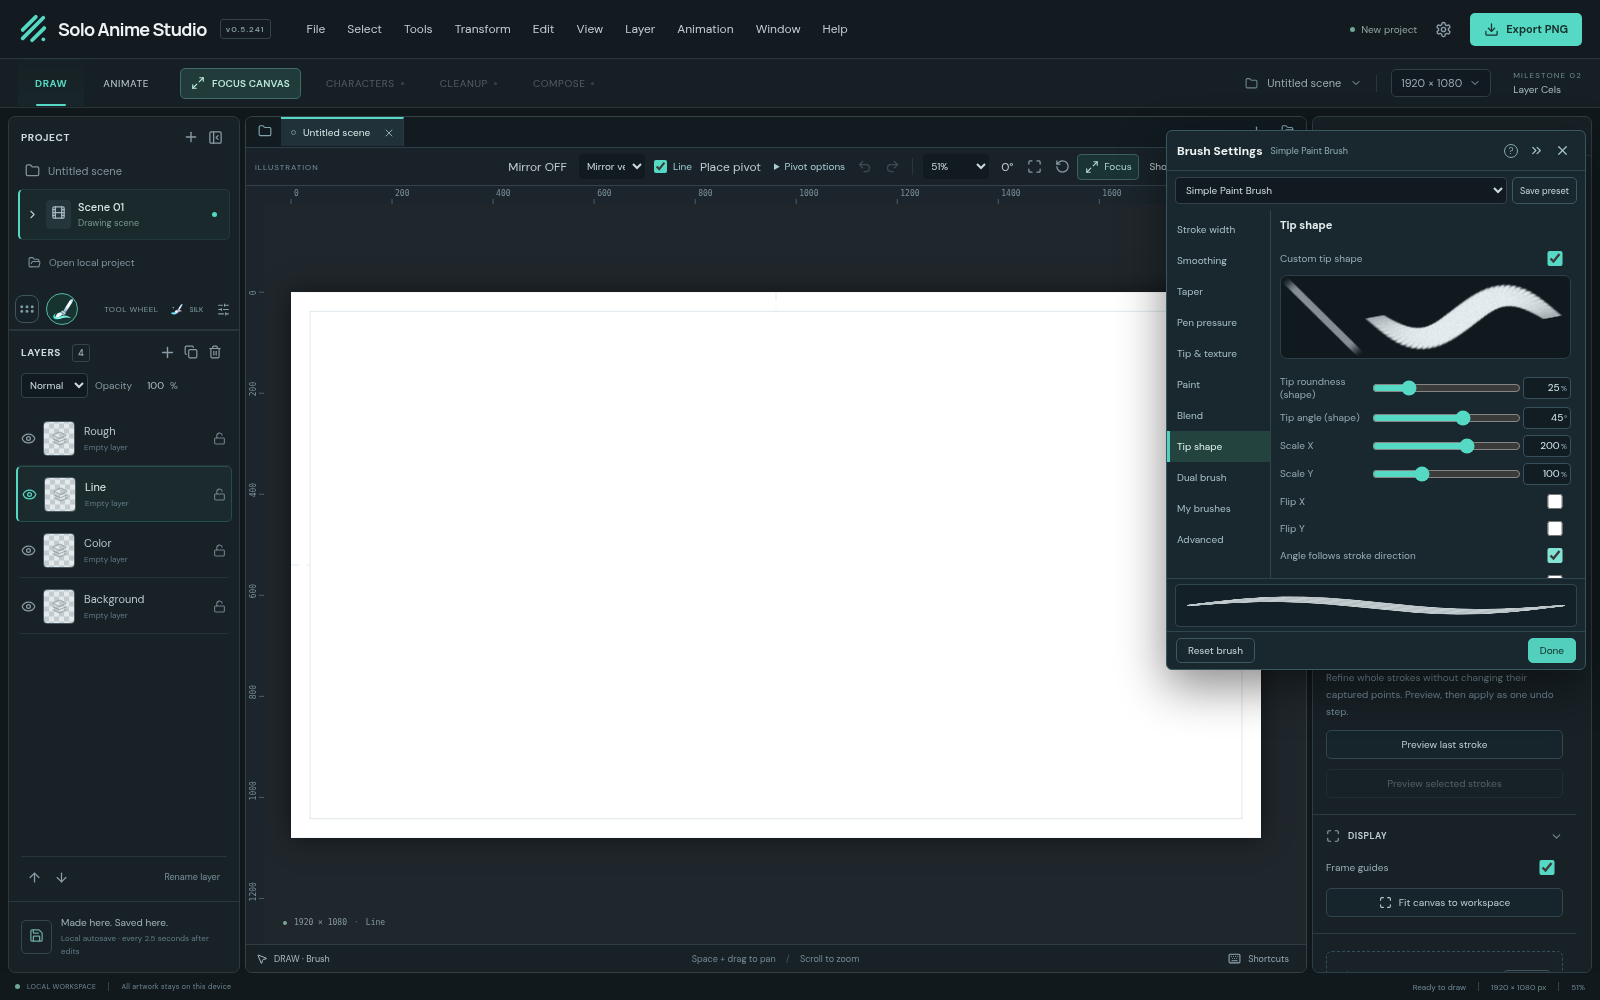 Solo Anime Studio v0.5.241 File Select Tools Transform Edit View Layer Animation Window Help New project Export PNG
DRAW ANIMATE FOCUS CANVAS CHARACTERS CLEANUP COMPOSE Untitled scene 1920 × 1080 MILESTONE 02
Layer Cels
PROJECT
Untitled scene
Scene 01
Drawing scene
Open local project
TOOL WHEEL SILK
LAYERS 4
Normal Opacity 100 %
Rough
Empty layer
Line
Empty layer
Color
Empty layer
Background
Empty layer
Rename layer
Made here. Saved here.
Local autosave · every 2.5 seconds after
edits
Untitled scene
ILLUSTRATION Mirror OFF Mirror ve Line Place pivot Pivot options 51% 0° Focus Sho
0 200 400 600 800 1000 1200 1400 1600
0
200
400
600
800
1000
1200
1920 × 1080 · Line
DRAW · Brush Space + drag to pan / Scroll to zoom Shortcuts
Brush Settings Simple Paint Brush
Simple Paint Brush Save preset
Stroke width
Smoothing
Taper
Pen pressure
Tip & texture
Paint
Blend
Tip shape
Dual brush
My brushes
Advanced
Tip shape
Custom tip shape
Tip roundness
(shape) 25 %
Tip angle (shape) 45°
Scale X 200 %
Scale Y 100 %
Flip X
Flip Y
Angle follows stroke direction
Reset brush Done
Refine whole strokes without changing their
captured points. Preview, then apply as one undo
step.
Preview last stroke
Preview selected strokes
DISPLAY
Frame guides
Fit canvas to workspace
LOCAL WORKSPACE All artwork stays on this device Ready to draw 1920 × 1080 px 51%